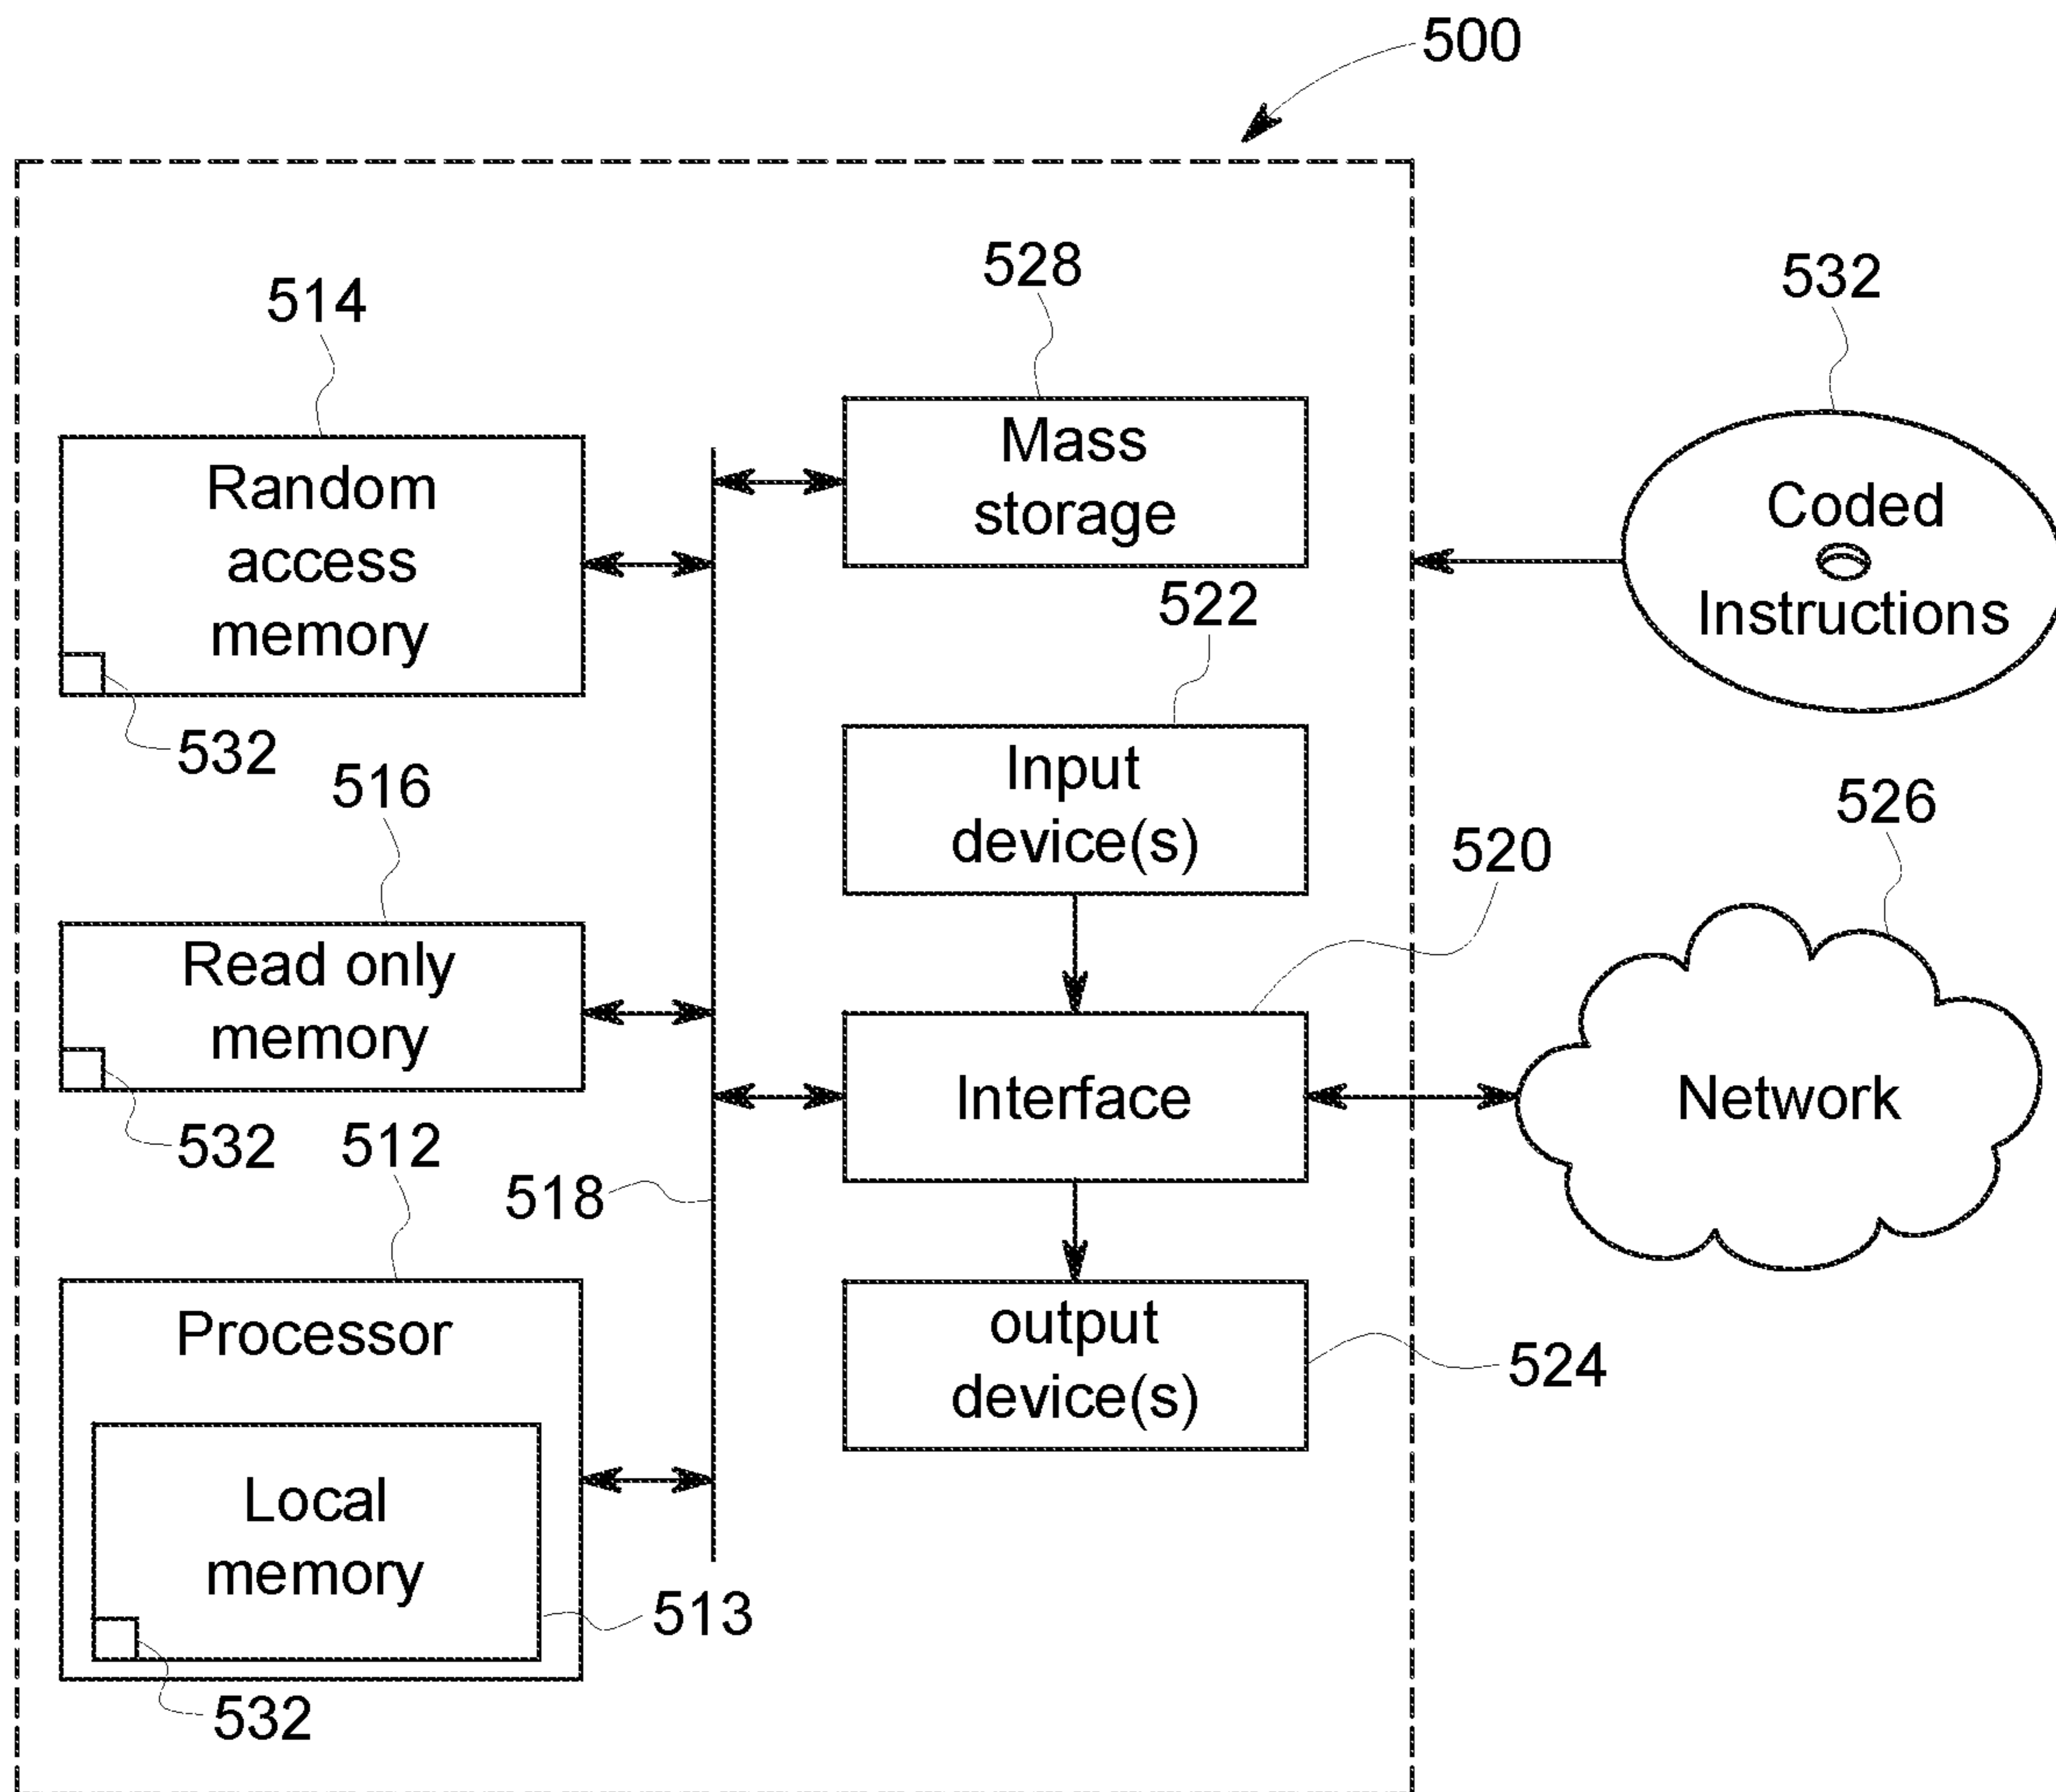 500
528
532
514
Mass
storage
Random
access
memory
Coded
Instructions
522
532
516
Input
device(s)
526
520
Read only
memory
Interface
Network
532
512
518
Processor
output
device(s)
524
Local
memory
513
532